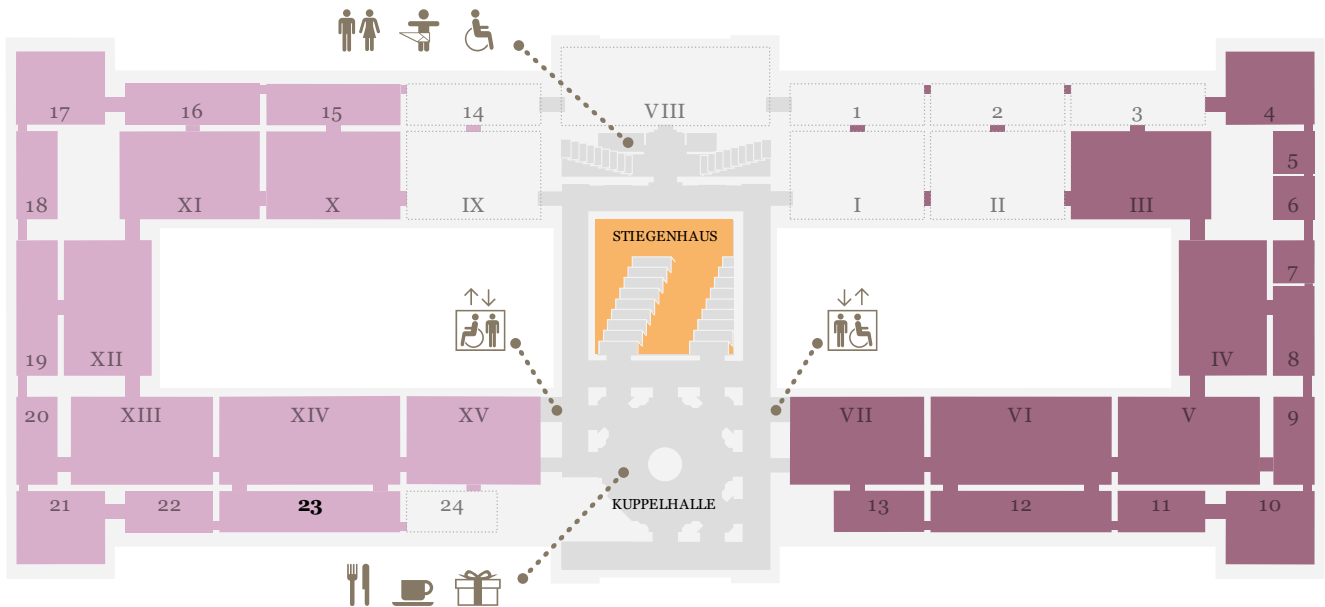 17 16 15 14 VIII 1 2 3 4
5
18 XI X IX I II III 6
STIEGENHAUS
7
19 XII IV 8
20 XIII XIV XV VII VI V 9
21 22 23 24 KUPPELHALLE 13 12 11 10